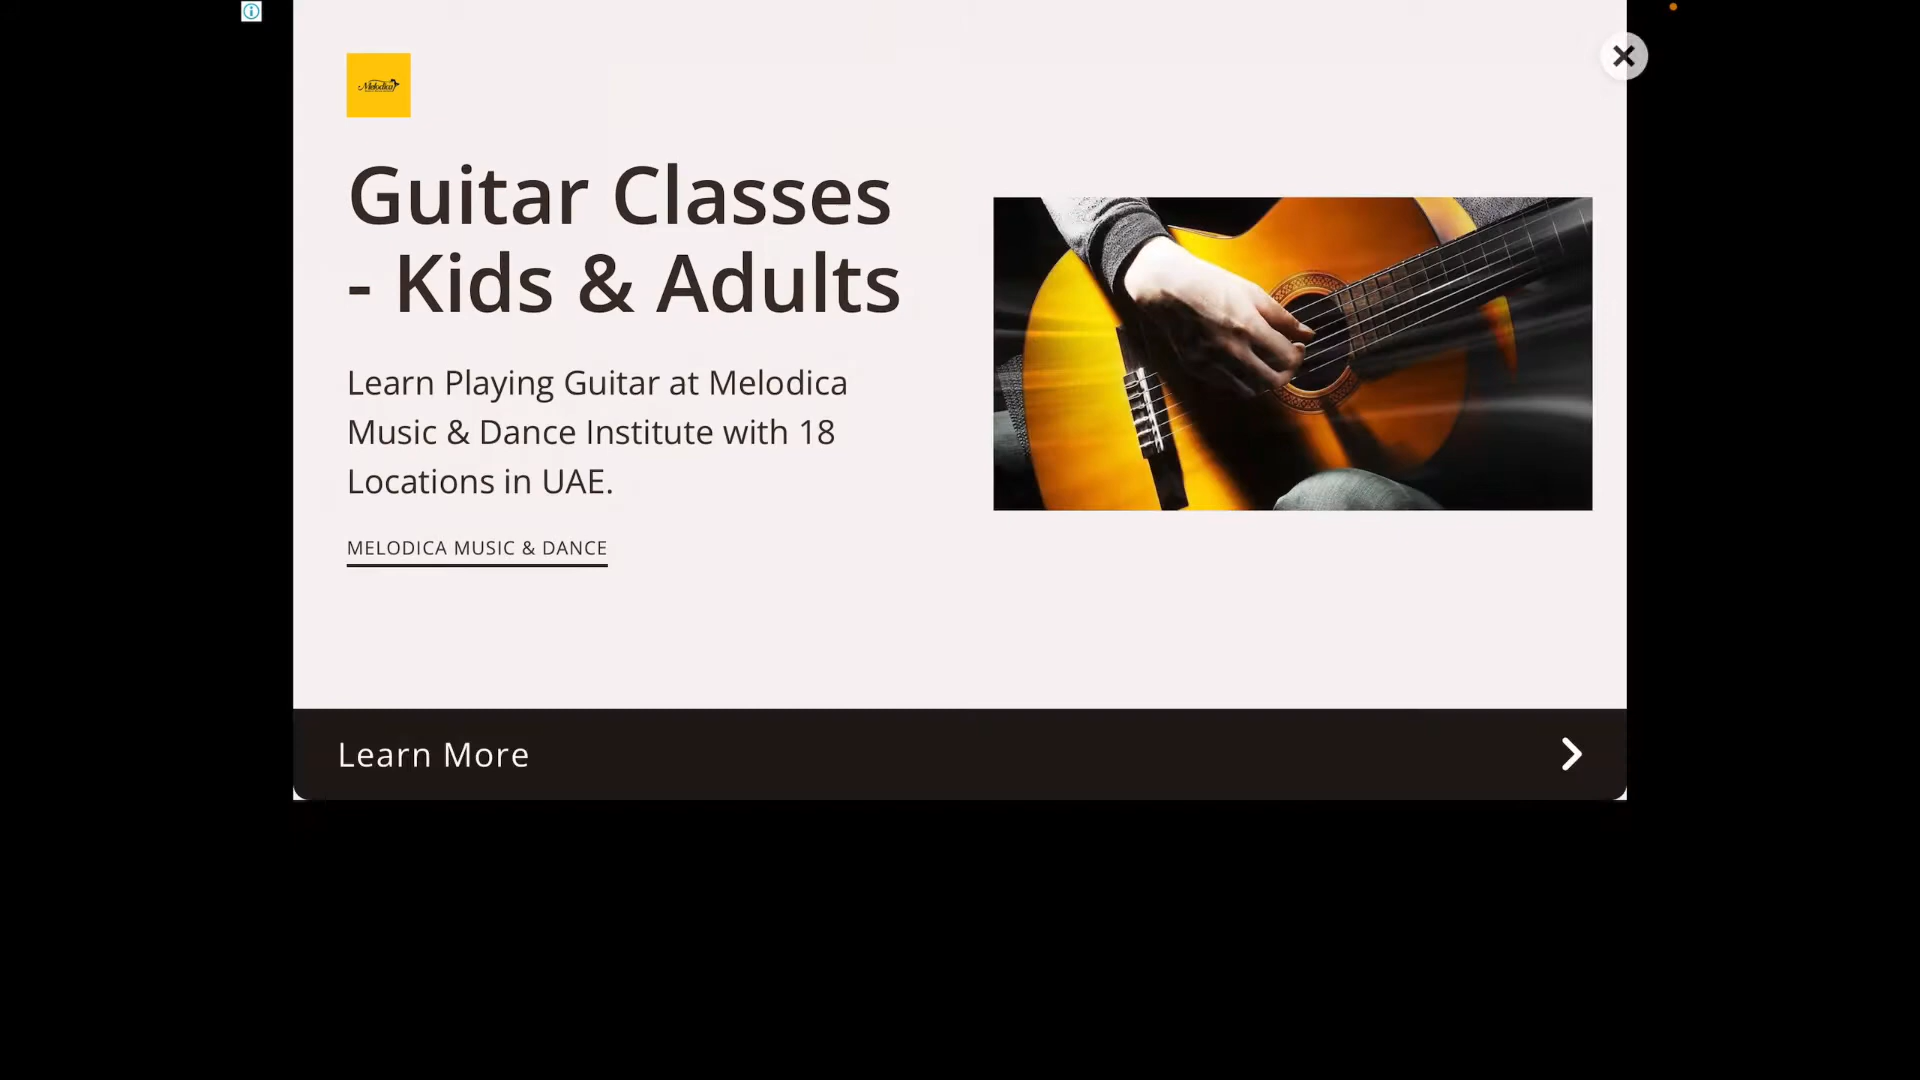 Melodica
Guitar Classes
- Kids & Adults
Learn Playing Guitar at Melodica
Music & Dance Institute with 18
Locations in UAE.
MELODICA MUSIC & DANCE
Learn More